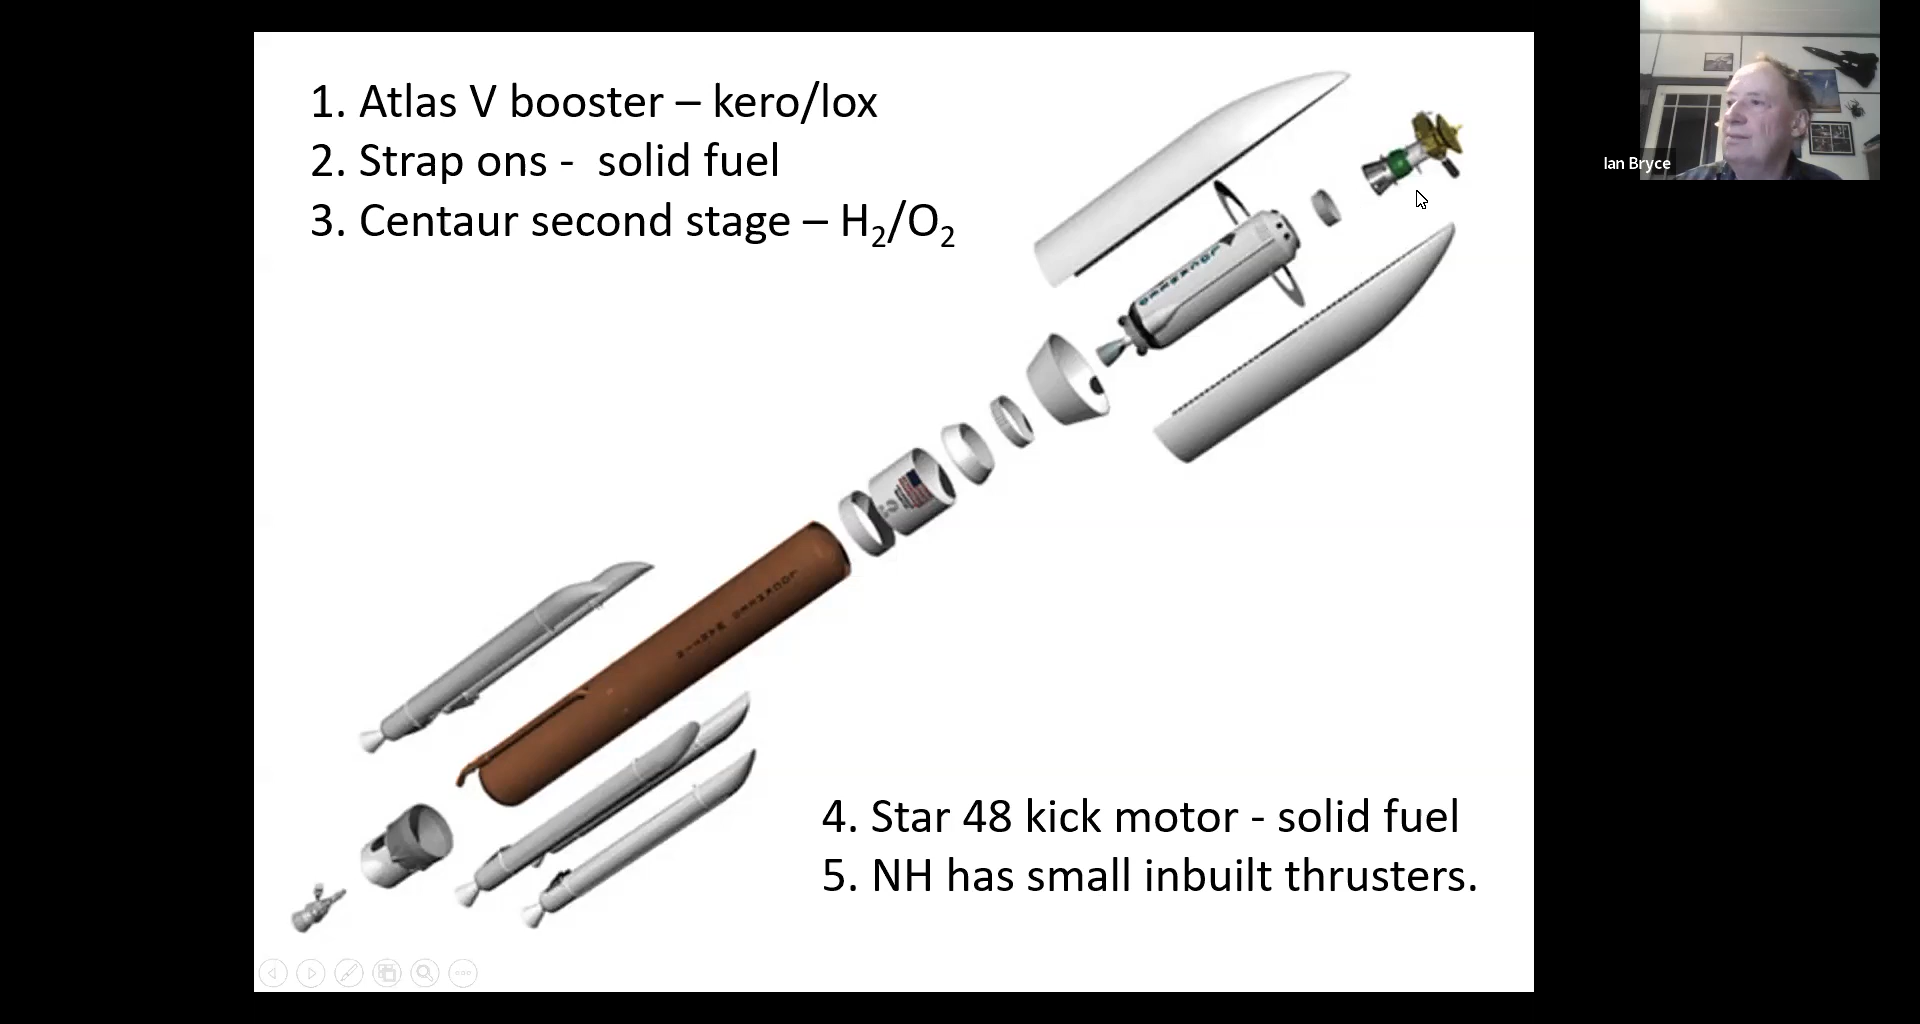 1. Atlas V booster – kero/lox
2. Strap ons -  solid fuel
3. Centaur second stage – H₂/O₂
Ian Bryce
4. Star 48 kick motor - solid fuel
5. NH has small inbuilt thrusters.